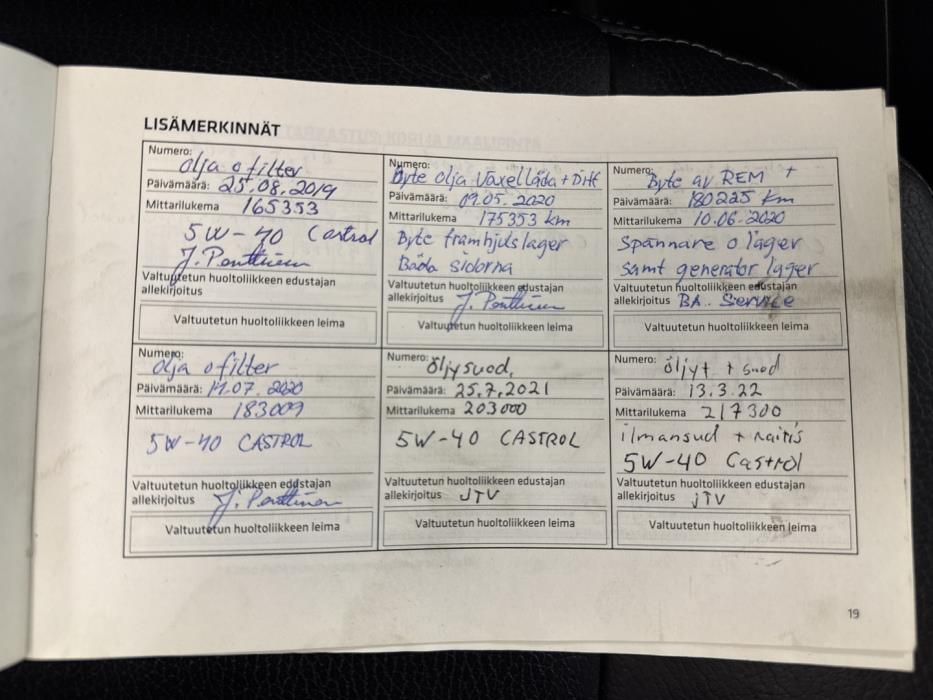 LISÄMERKINNÄT
Numero: olja o filter
Päivämäärä: 25.08.2019
Mittarilukema 165353
5W-40 Castrol
J. Penttinen
Valtuutetun huoltoliikkeen edustajan
allekirjoitus
Valtuutetun huoltoliikkeen leima
Numero: Byte olja växellåda + Diff
Päivämäärä: 09.05.2020
Mittarilukema 175353 km
Byte framhjulslager
Båda sidorna
Valtuutetun huoltoliikkeen edustajan
allekirjoitus J. Penttinen
Valtuutetun huoltoliikkeen leima
Numero: Byte av REM +
Päivämäärä: 180225 km
Mittarilukema 10.06-2020
Spännare o lager
samt generator lager
Valtuutetun huoltoliikkeen edustajan
allekirjoitus BA. Service
Valtuutetun huoltoliikkeen leima
Numero: olja o filter
Päivämäärä: .07.2020
Mittarilukema 183009
5W-40 CASTROL
Valtuutetun huoltoliikkeen edustajan
allekirjoitus J. Penttinen
Valtuutetun huoltoliikkeen leima
Numero: öljysuod.
Päivämäärä: 25.7.2021
Mittarilukema 203000
5W-40 CASTROL
Valtuutetun huoltoliikkeen edustajan
allekirjoitus JTV
Valtuutetun huoltoliikkeen leima
Numero: öljyt + suod
Päivämäärä: 13.3.22
Mittarilukema 217300
ilmansud + raitis
5W-40 Castrol
Valtuutetun huoltoliikkeen edustajan
allekirjoitus JTV
Valtuutetun huoltoliikkeen leima
19